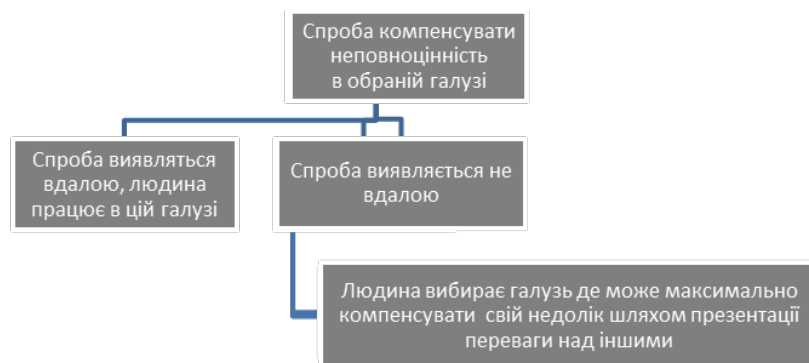 Спроба компенсувати
неповноцінність
в обраній галузі
Спроба виявляться
вдалою, людина
працює в цій галузі
Спроба виявляється не
вдалою
Людина вибирає галузь де може максимально
компенсувати свій недолік шляхом презентації
переваги над іншими